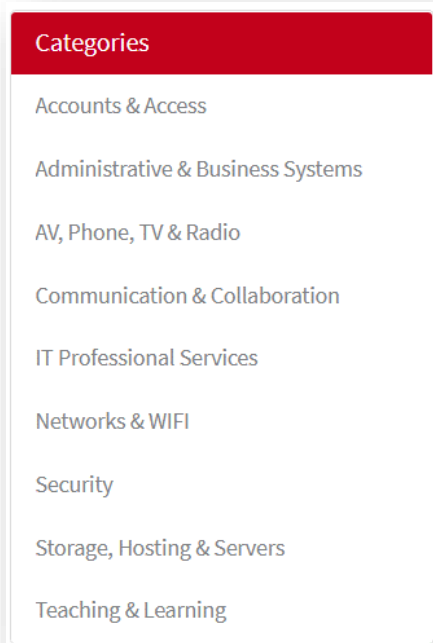 Categories
Accounts & Access
Administrative & Business Systems
AV, Phone, TV & Radio
Communication & Collaboration
IT Professional Services
Networks & WIFI
Security
Storage, Hosting & Servers
Teaching & Learning